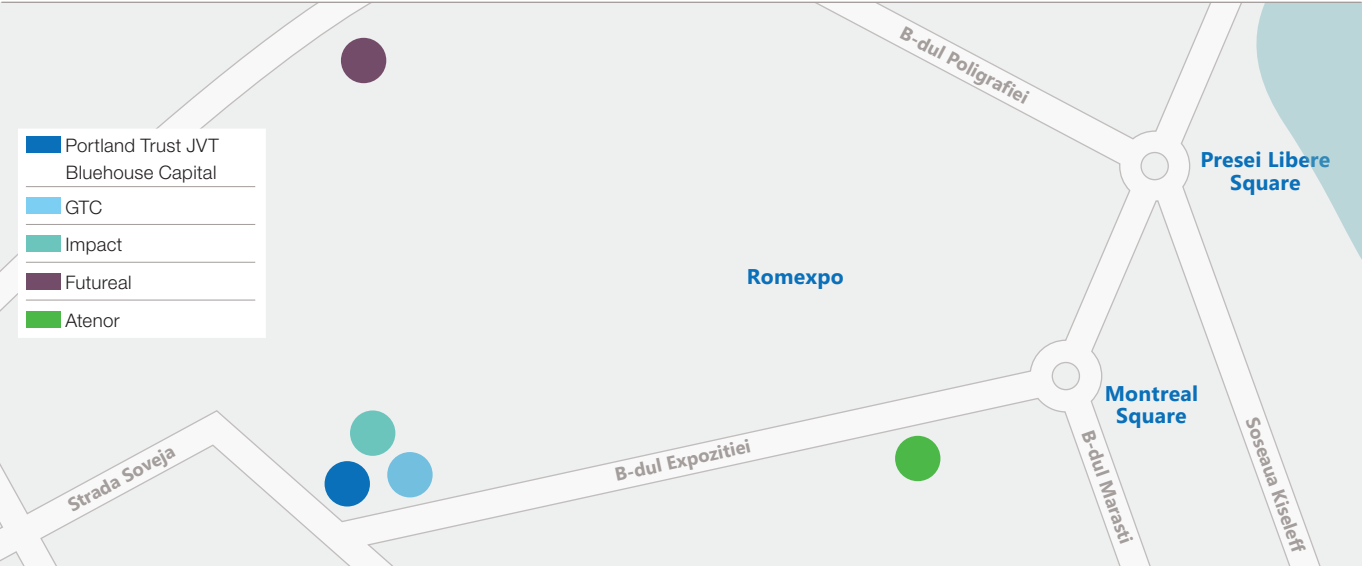 B-dul Poligrafiei
Portland Trust JVT
Bluehouse Capital
GTC
Impact
Futureal
Atenor
Presei Libere
Square
Romexpo
Montreal
Square
Strada Soveja
B-dul Expozitiei
B-dul Marasti
Soseaua Kiseleff